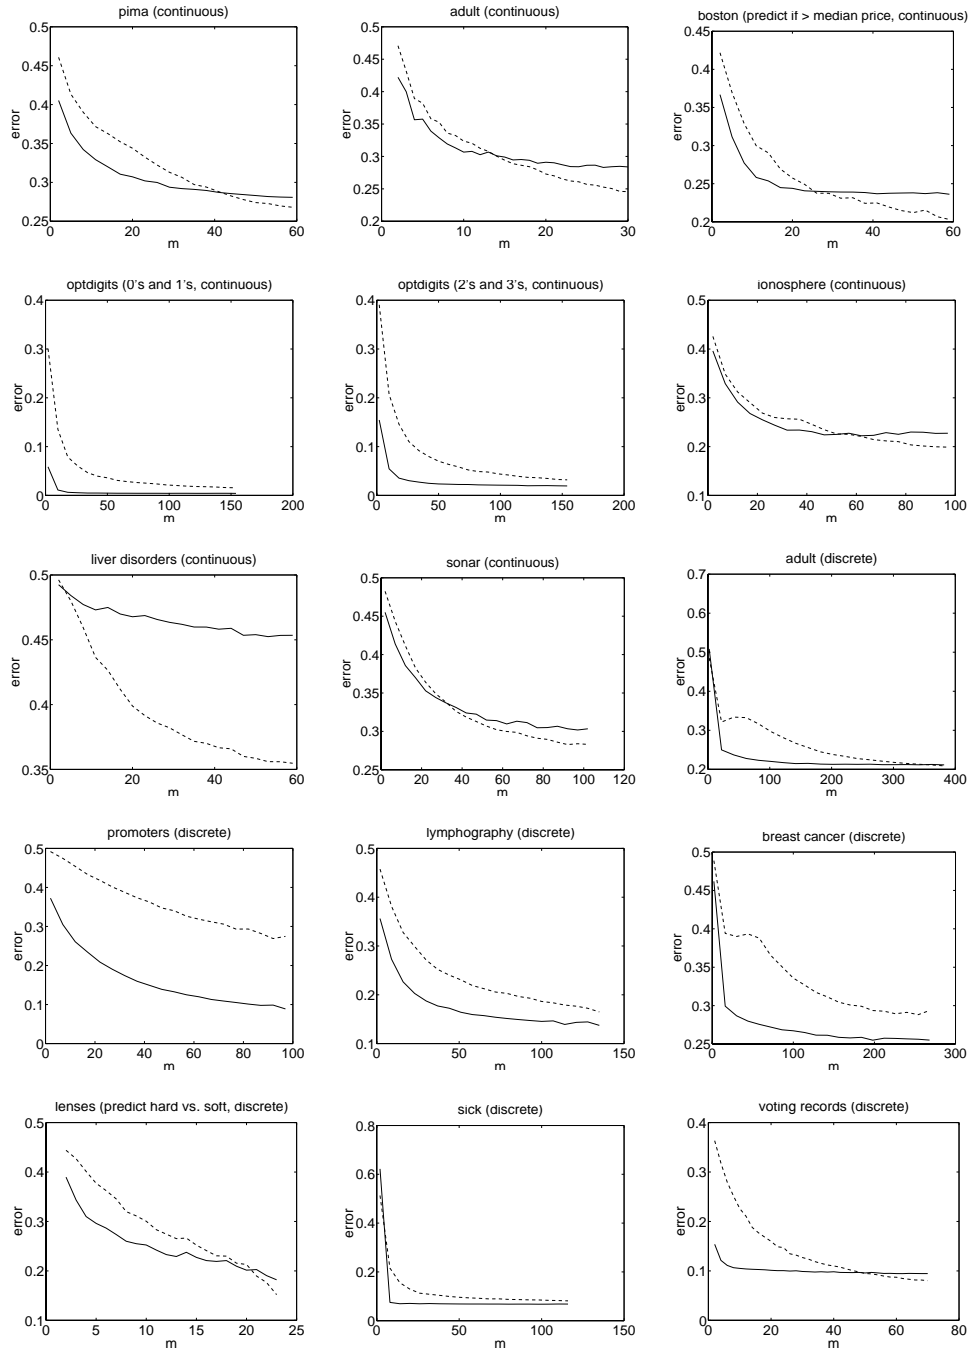 pima (continuous)
0.5
0.45
0.4
0.35
0.3
0.25
error
0 20 40 60
m
adult (continuous)
0.5
0.4
0.3
0.2
error
0 10 20 30
m
boston (predict if > median price, continuous)
0.45
0.4
0.35
0.3
0.25
0.2
error
0 20 40 60
m
optdigits (0's and 1's, continuous)
0.4
0.3
0.2
0.1
0
error
0 50 100 150 200
m
optdigits (2's and 3's, continuous)
0.4
0.3
0.2
0.1
0
error
0 50 100 150 200
m
ionosphere (continuous)
0.5
0.4
0.3
0.2
0.1
error
0 20 40 60 80 100
m
liver disorders (continuous)
0.5
0.45
0.4
0.35
error
0 20 40 60
m
sonar (continuous)
0.5
0.45
0.4
0.35
0.3
0.25
error
0 20 40 60 80 100 120
m
adult (discrete)
0.7
0.6
0.5
0.4
0.3
0.2
error
0 100 200 300 400
m
promoters (discrete)
0.5
0.4
0.3
0.2
0.1
0
error
0 20 40 60 80 100
m
lymphography (discrete)
0.5
0.4
0.3
0.2
0.1
error
0 50 100 150
m
breast cancer (discrete)
0.5
0.45
0.4
0.35
0.3
0.25
error
0 100 200 300
m
lenses (predict hard vs. soft, discrete)
0.5
0.4
0.3
0.2
0.1
error
0 5 10 15 20 25
m
sick (discrete)
0.8
0.6
0.4
0.2
0
error
0 50 100 150
m
voting records (discrete)
0.4
0.3
0.2
0.1
0
error
0 20 40 60 80
m